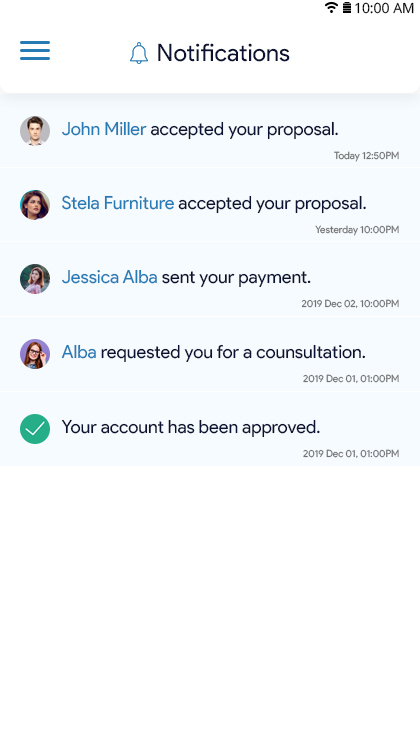 10:00 AM
Notifications
John Miller accepted your proposal.
Today 12:50PM
Stela Furniture accepted your proposal.
Yesterday 10:00PM
Jessica Alba sent your payment.
2019 Dec 02, 10:00PM
Alba requested you for a counsultation.
2019 Dec 01, 01:00PM
Your account has been approved.
2019 Dec 01, 01:00PM